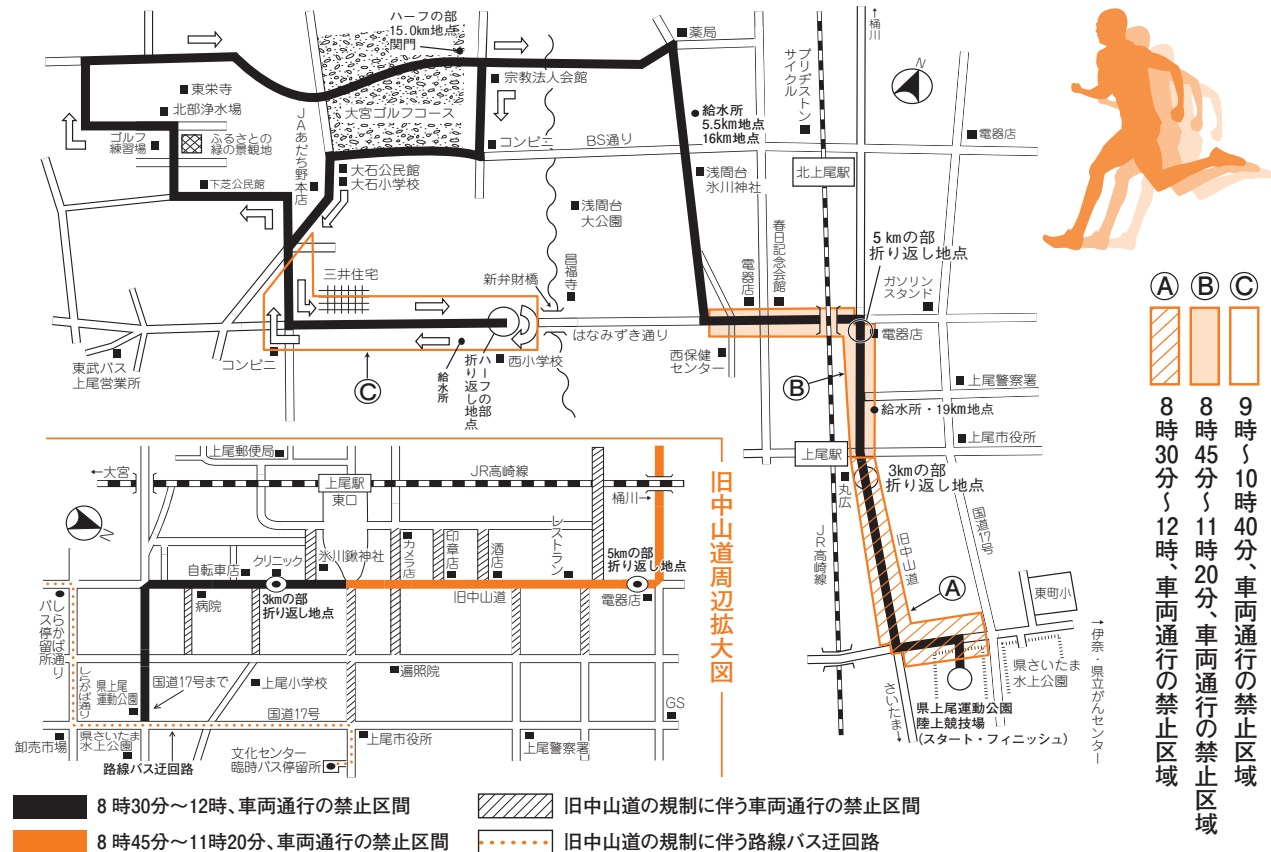 ハーフの部
15.0km地点
関門
東栄寺
北部浄水場
ゴルフ
練習場
ふるさとの
緑の景観地
下芝公民館
JAあだち野本店
大宮ゴルフコース
大石公民館
大石小学校
宗教法人会館
コンビニ
BS通り
薬局
給水所
5.5km地点
16km地点
浅間台
氷川神社
浅間台
大公園
昌福寺
新弁財橋
はなみずき通り
三井住宅
コンビニ
東武バス
上尾営業所
給水所
ハーフの部
折り返し地点
西小学校
C
←桶川
ブリヂストン
サイクル
N
電器店
北上尾駅
春日記念会館
電器店
西保健
センター
5kmの部
折り返し地点
ガソリン
スタンド
電器店
B
上尾警察署
給水所・19km地点
上尾市役所
上尾駅
丸広
3kmの部
折り返し地点
国道17号
旧中山道
JR高崎線
A
東町小
県さいたま
水上公園
→伊奈・県立がんセンター
さいたま→
県上尾運動公園
陸上競技場
(スタート・フィニッシュ)
A
8時30分〜12時、車両通行の禁止区域
B
8時45分〜11時20分、車両通行の禁止区域
C
9時〜10時40分、車両通行の禁止区域
旧中山道周辺拡大図
上尾郵便局
←大宮
上尾駅
東口
JR高崎線
桶川→
N
自転車店
クリニック
氷川鍬神社
カメラ店
印章店
酒店
レストラン
5kmの部
折り返し地点
病院
3kmの部
折り返し地点
旧中山道
電器店
しらかば通り
バス停留所
しらかば通り
県上尾
運動公園
国道17号まで
上尾小学校
遍照院
国道17号
GS
卸売市場
県さいたま
水上公園
路線バス迂回路
文化センター
臨時バス停留所
上尾市役所
上尾警察署
8時30分〜12時、車両通行の禁止区間
旧中山道の規制に伴う車両通行の禁止区間
8時45分〜11時20分、車両通行の禁止区間
旧中山道の規制に伴う路線バス迂回路